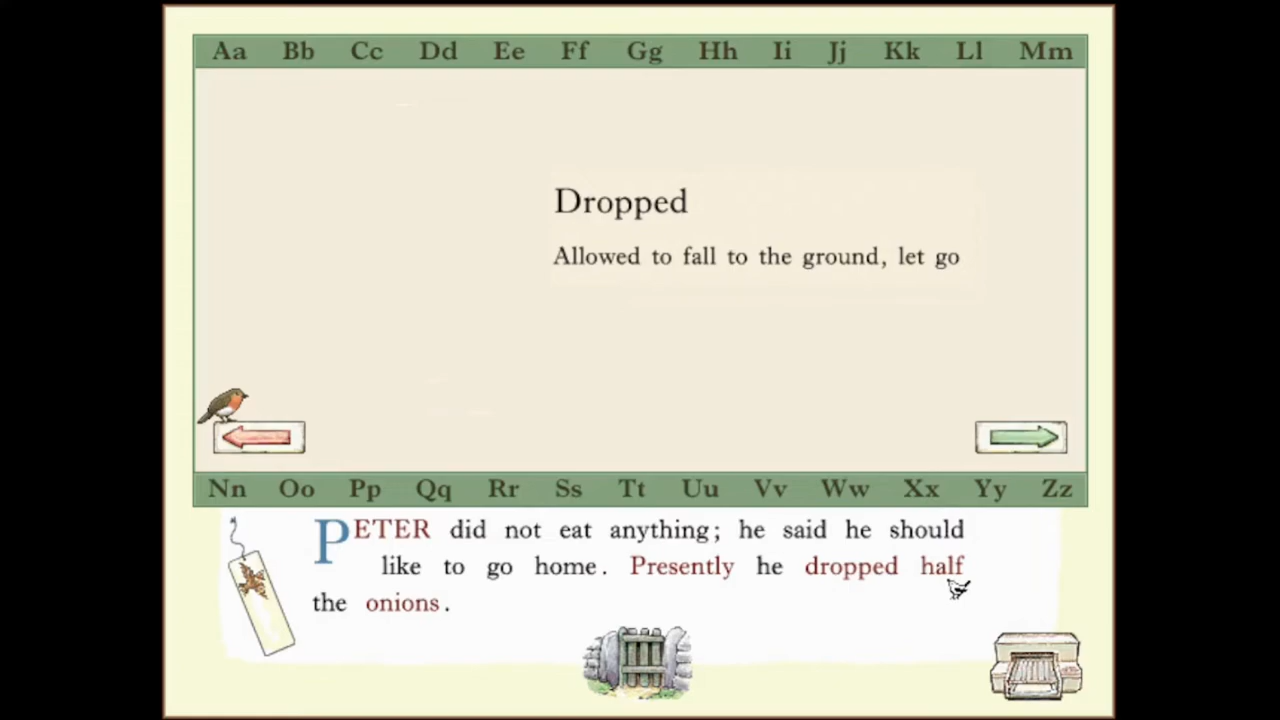 Aa Bb Cc Dd Ee Ff Gg Hh Ii Jj Kk Ll Mm
Dropped
Allowed to fall to the ground, let go
Nn Oo Pp Qq Rr Ss Tt Uu Vv Ww Xx Yy Zz
PETER did not eat anything; he said he should
like to go home. Presently he dropped half
the onions.